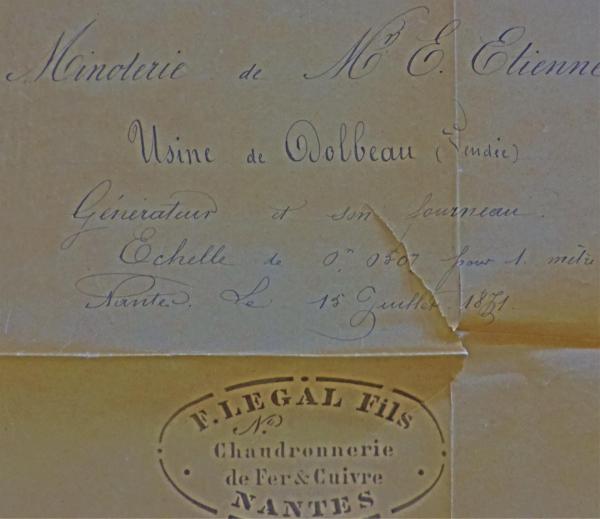 Minoterie de Mr E. Etienne
Usine de Dolbeau (Vendée)
Générateur et son fourneau.
Echelle de 0m 050 pour 1. mètre
Nantes. Le 15 Juillet 1871.
F. LEGAL Fils
No
Chaudronnerie
de Fer & Cuivre
NANTES